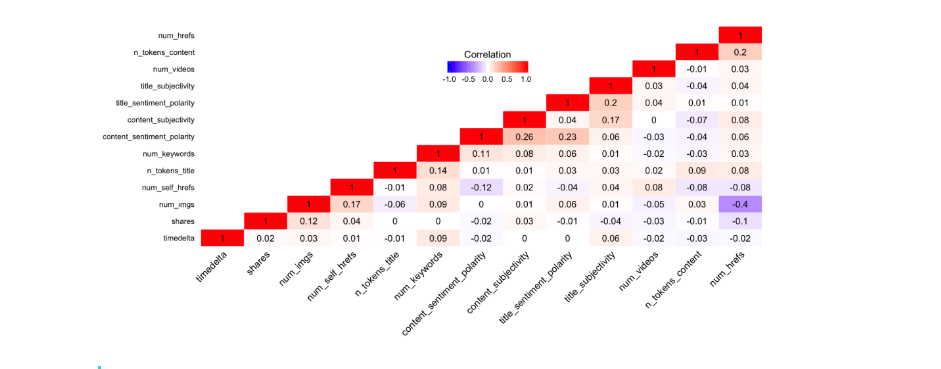 num_hrefs 1
n_tokens_content 1 0.2
Correlation
num_videos 1 -0.01 0.03
-1.0 -0.5 0.0 0.5 1.0
title_subjectivity 1 0.03 -0.04 0.04
title_sentiment_polarity 1 0.2 0.04 0.01 0.01
content_subjectivity 1 0.04 0.17 0 -0.07 0.08
content_sentiment_polarity 1 0.26 0.23 0.06 -0.03 -0.04 0.06
num_keywords 1 0.11 0.08 0.06 0.01 -0.02 -0.03 0.03
n_tokens_title 1 0.14 0.01 0.01 0.03 0.03 0.02 0.09 0.08
num_self_hrefs 1 -0.01 0.08 -0.12 0.02 -0.04 0.04 0.08 -0.08 -0.08
num_imgs 1 0.17 -0.06 0.09 0 0.01 0.06 0.01 -0.05 0.03 -0.4
shares 1 0.12 0.04 0 0 -0.02 0.03 -0.01 -0.04 -0.03 -0.01 -0.1
timedelta 1 0.02 0.03 0.01 -0.01 0.09 -0.02 0 0 0.06 -0.02 -0.03 -0.02
timedelta
shares
num_imgs
num_self_hrefs
n_tokens_title
num_keywords
content_sentiment_polarity
content_subjectivity
title_sentiment_polarity
title_subjectivity
num_videos
n_tokens_content
num_hrefs